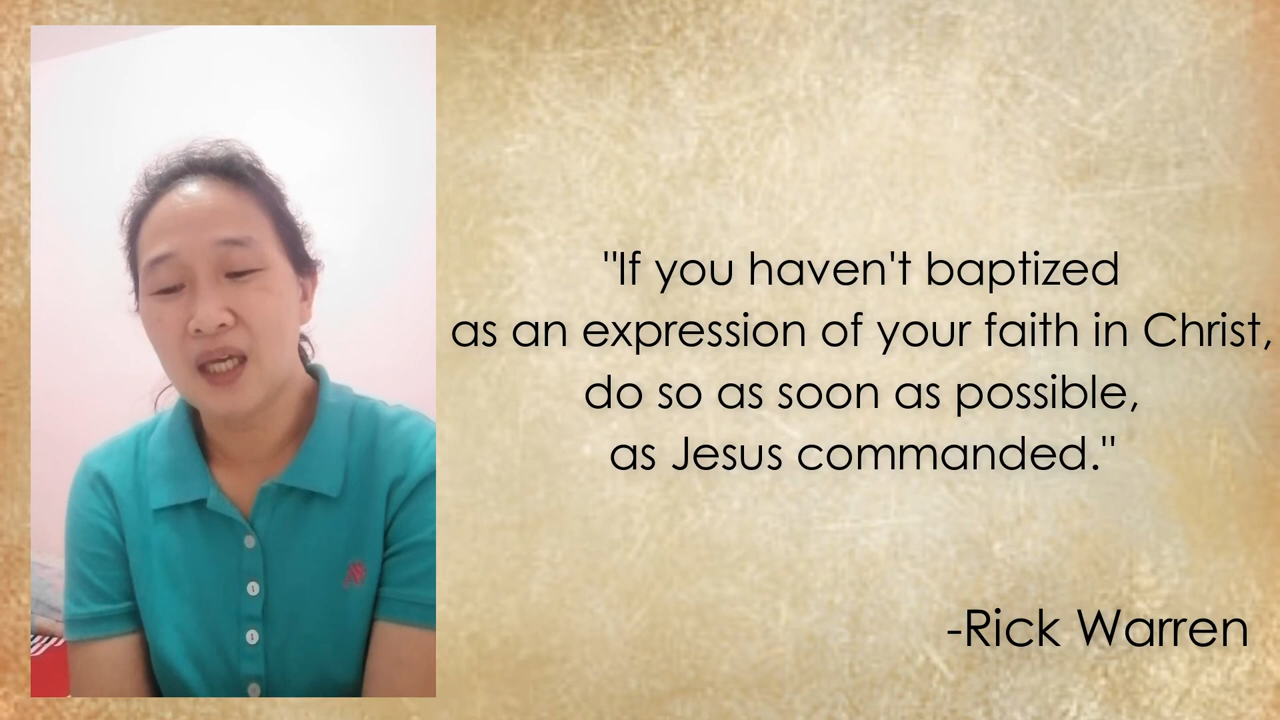 "If you haven't baptized
as an expression of your faith in Christ,
do so as soon as possible,
as Jesus commanded."
-Rick Warren